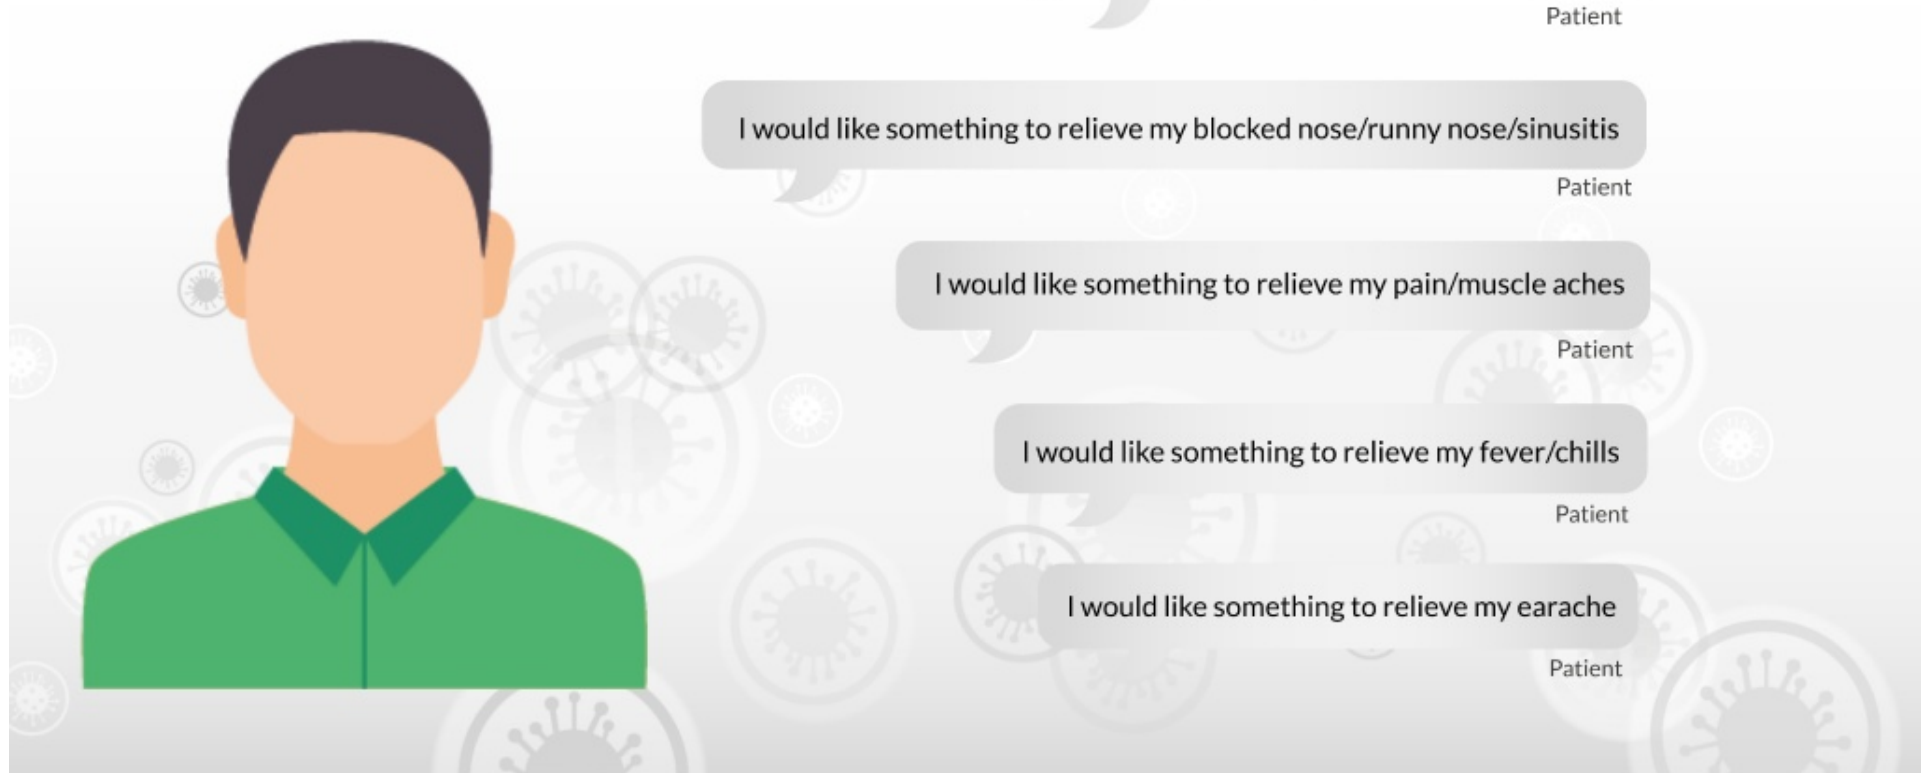 Patient
I would like something to relieve my blocked nose/runny nose/sinusitis
Patient
I would like something to relieve my pain/muscle aches
Patient
I would like something to relieve my fever/chills
Patient
I would like something to relieve my earache
Patient